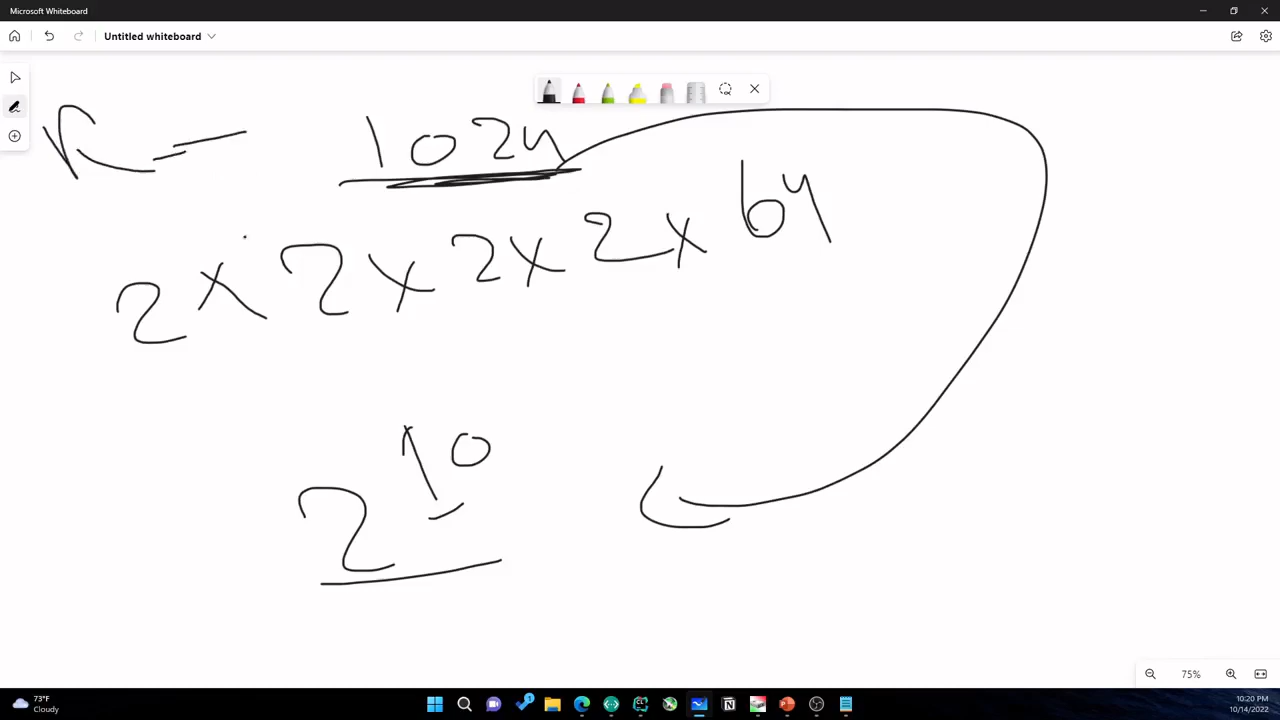 Microsoft Whiteboard
Untitled whiteboard
= 1024
2 x 2 x 2 x 2 x 64
2^10
75%
73°F
Cloudy
1
10:20 PM
10/14/2022